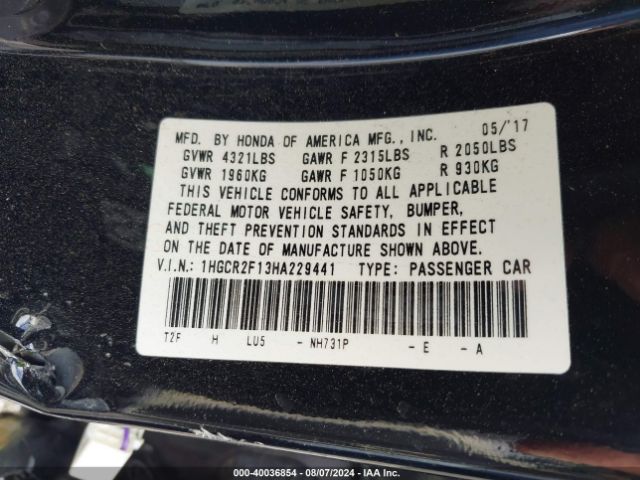 MFD. BY HONDA OF AMERICA MFG., INC. 05/'17
GVWR 4321LBS GAWR F 2315LBS R 2050LBS
GVWR 1960KG GAWR F 1050KG R 930KG
THIS VEHICLE CONFORMS TO ALL APPLICABLE
FEDERAL MOTOR VEHICLE SAFETY, BUMPER,
AND THEFT PREVENTION STANDARDS IN EFFECT
ON THE DATE OF MANUFACTURE SHOWN ABOVE.
V.I.N.: 1HGCR2F13HA229441 TYPE: PASSENGER CAR
T2F H LU5 - NH731P - E - A
000-40036854 - 08/07/2024 - IAA Inc.